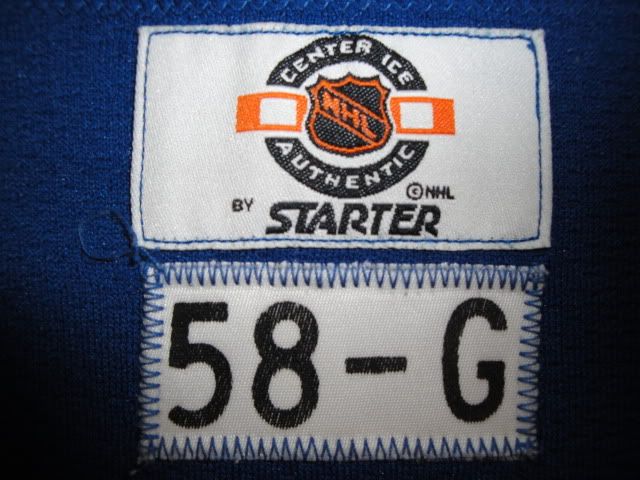 CENTER ICE
NHL
AUTHENTIC
©NHL
BY STARTER
58-G